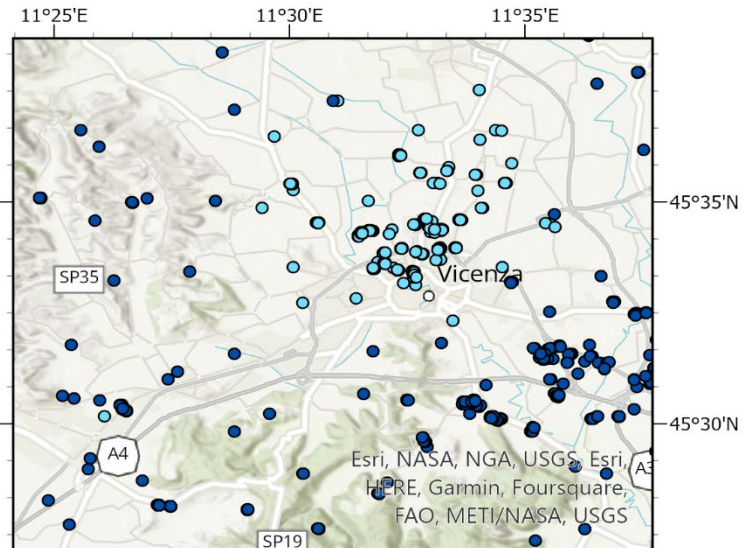 11°25'E 11°30'E 11°35'E
45°35'N
SP35
Vicenza
45°30'N
A4
Esri, NASA, NGA, USGS, Esri,
HERE, Garmin, Foursquare,
FAO, METI/NASA, USGS
SP19